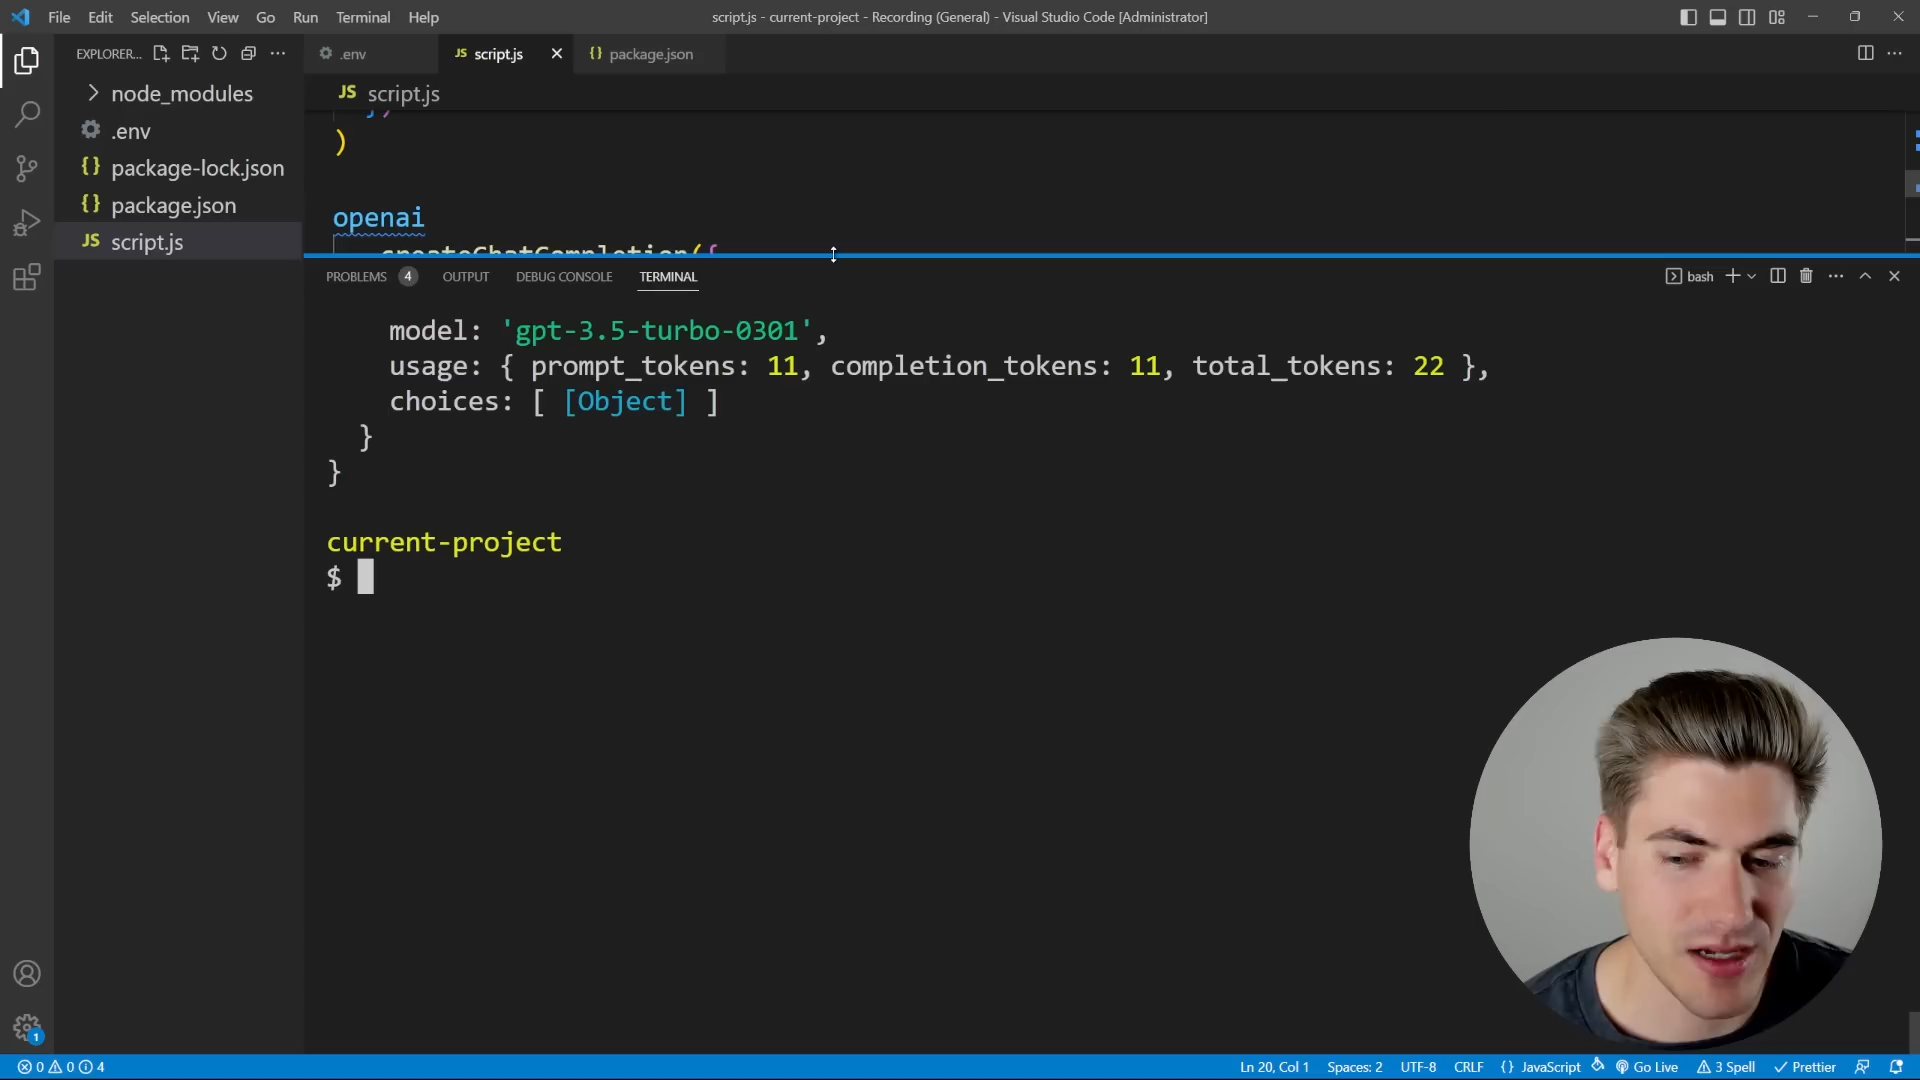 File Edit Selection View Go Run Terminal Help
script.js - current-project - Recording (General) - Visual Studio Code [Administrator]
EXPLORER...
.env
JS script.js
{} package.json
node_modules
.env
{} package-lock.json
{} package.json
JS script.js
JS script.js
)
openai
.createChatCompletion({
PROBLEMS 4 OUTPUT DEBUG CONSOLE TERMINAL
bash
model: 'gpt-3.5-turbo-0301',
usage: { prompt_tokens: 11, completion_tokens: 11, total_tokens: 22 },
choices: [ [Object] ]
}
}
current-project
$
1
0 0 4
Ln 20, Col 1 Spaces: 2 UTF-8 CRLF {} JavaScript Go Live 3 Spell Prettier